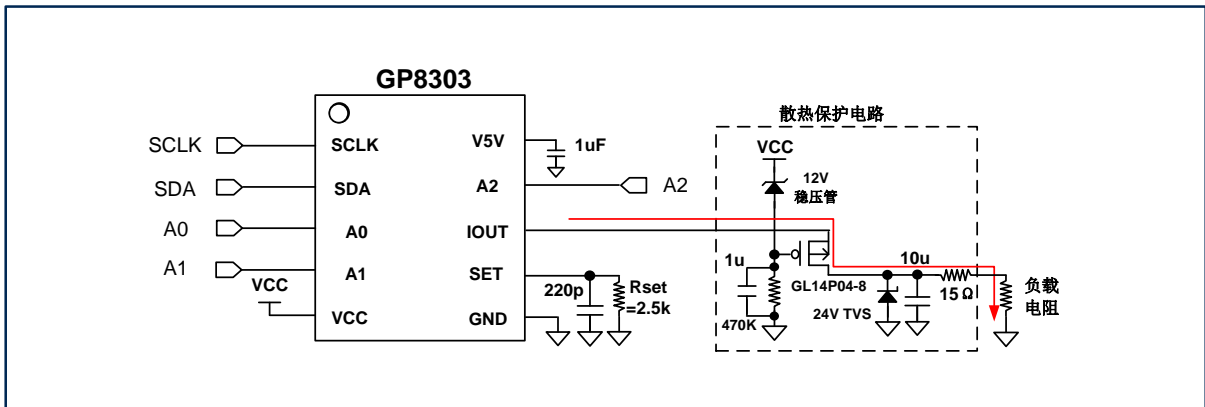 GP8303
SCLK
SDA
A0
A1
VCC
SCLK
SDA
A0
A1
VCC
V5V
A2
IOUT
SET
GND
1uF
A2
220p
Rset
=2.5k
散热保护电路
VCC
12V
稳压管
1u
470K
GL14P04-8
24V TVS
10u
15Ω
负载
电阻